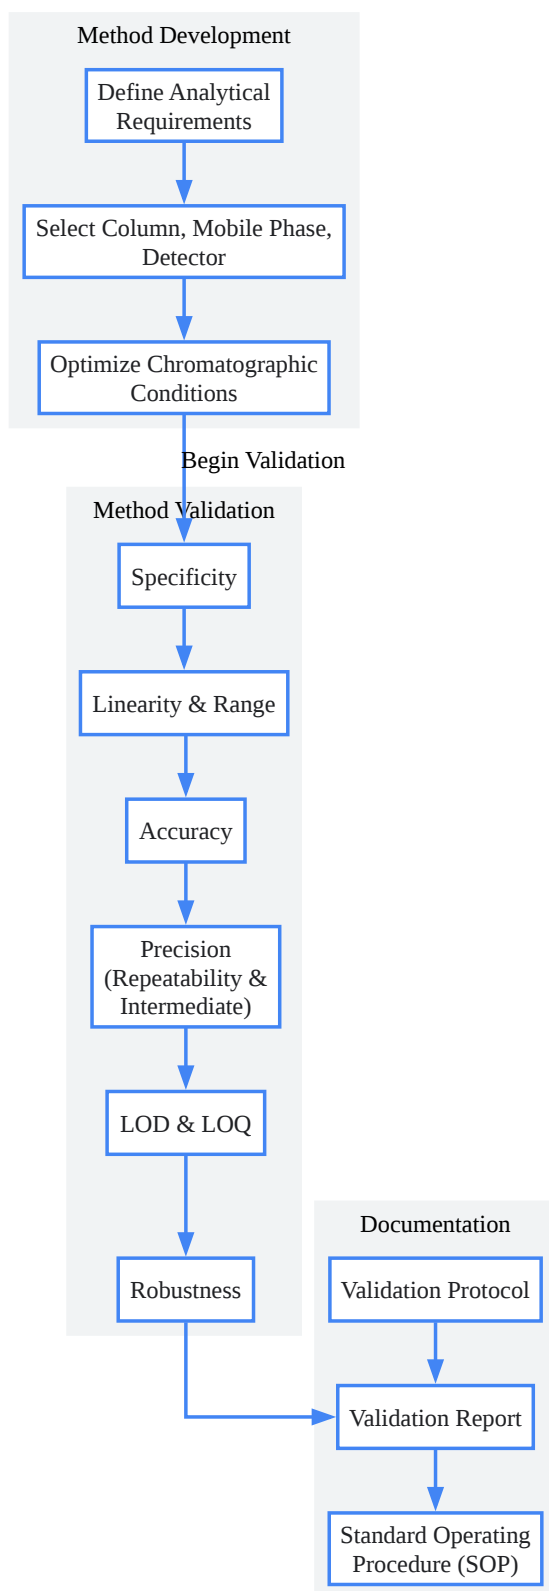 Method Development
Define Analytical
Requirements
Select Column, Mobile Phase,
Detector
Optimize Chromatographic
Conditions
Begin Validation
Method Validation
Specificity
Linearity & Range
Accuracy
Precision
(Repeatability &
Intermediate)
LOD & LOQ
Robustness
Documentation
Validation Protocol
Validation Report
Standard Operating
Procedure (SOP)